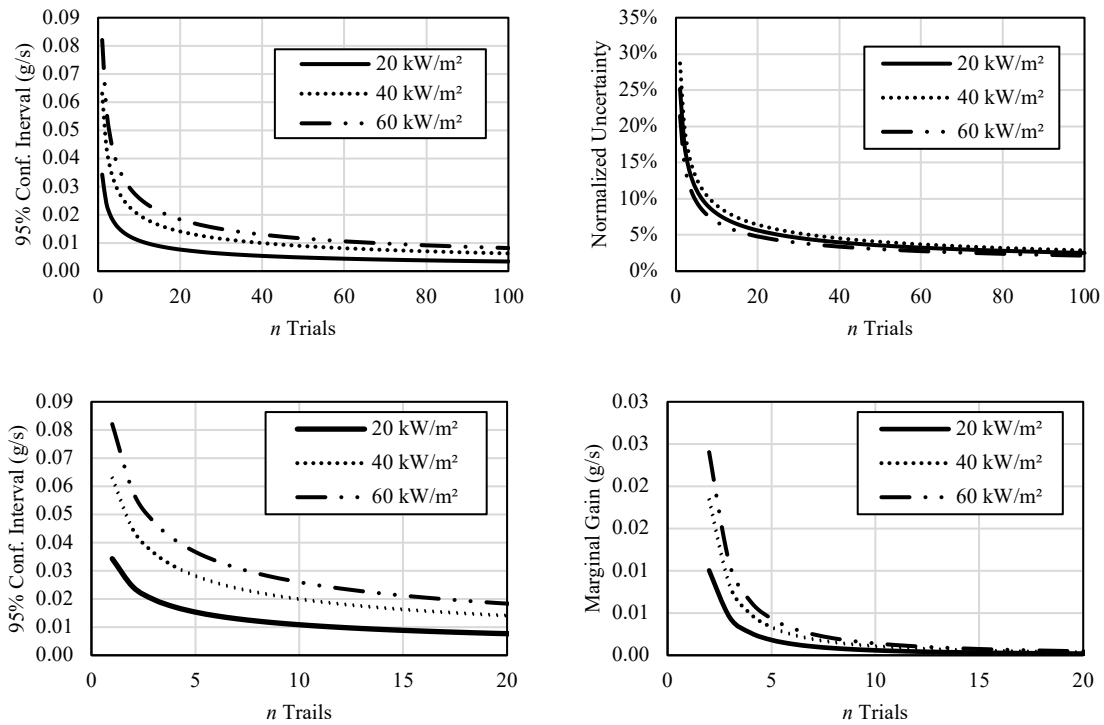 0.09
0.08
0.07
0.06
0.05
0.04
0.03
0.02
0.01
0.00
95% Conf. Inerval (g/s)
20 kW/m²
40 kW/m²
60 kW/m²
0 20 40 60 80 100
n Trials
35%
30%
25%
20%
15%
10%
5%
0%
Normalized Uncertainty
20 kW/m²
40 kW/m²
60 kW/m²
0 20 40 60 80 100
n Trials
0.09
0.08
0.07
0.06
0.05
0.04
0.03
0.02
0.01
0.00
95% Conf. Interval (g/s)
20 kW/m²
40 kW/m²
60 kW/m²
0 5 10 15 20
n Trails
0.03
0.03
0.02
0.02
0.01
0.01
0.00
Marginal Gain (g/s)
20 kW/m²
40 kW/m²
60 kW/m²
0 5 10 15 20
n Trials